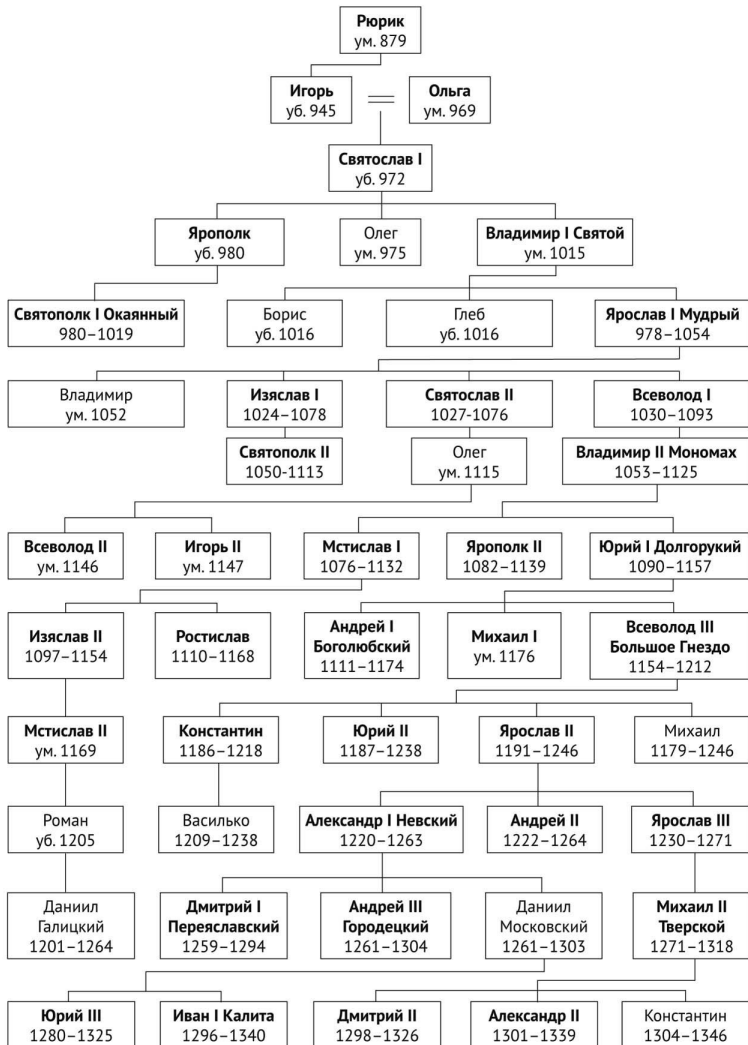 Рюрик
ум. 879
Игорь
уб. 945
Ольга
ум. 969
Святослав I
уб. 972
Ярополк
уб. 980
Олег
ум. 975
Владимир I Святой
ум. 1015
Святополк I Окаянный
980–1019
Борис
уб. 1016
Глеб
уб. 1016
Ярослав I Мудрый
978–1054
Владимир
ум. 1052
Изяслав I
1024–1078
Святослав II
1027-1076
Всеволод I
1030–1093
Святополк II
1050-1113
Олег
ум. 1115
Владимир II Мономах
1053–1125
Всеволод II
ум. 1146
Игорь II
ум. 1147
Мстислав I
1076–1132
Ярополк II
1082–1139
Юрий I Долгорукий
1090–1157
Изяслав II
1097–1154
Ростислав
1110–1168
Андрей I
Боголюбский
1111–1174
Михаил I
ум. 1176
Всеволод III
Большое Гнездо
1154–1212
Мстислав II
ум. 1169
Константин
1186–1218
Юрий II
1187–1238
Ярослав II
1191–1246
Михаил
1179–1246
Роман
уб. 1205
Василько
1209–1238
Александр I Невский
1220–1263
Андрей II
1222–1264
Ярослав III
1230–1271
Даниил
Галицкий
1201–1264
Дмитрий I
Переяславский
1259–1294
Андрей III
Городецкий
1261–1304
Даниил
Московский
1261–1303
Михаил II
Тверской
1271–1318
Юрий III
1280–1325
Иван I Калита
1296–1340
Дмитрий II
1298–1326
Александр II
1301–1339
Константин
1304–1346